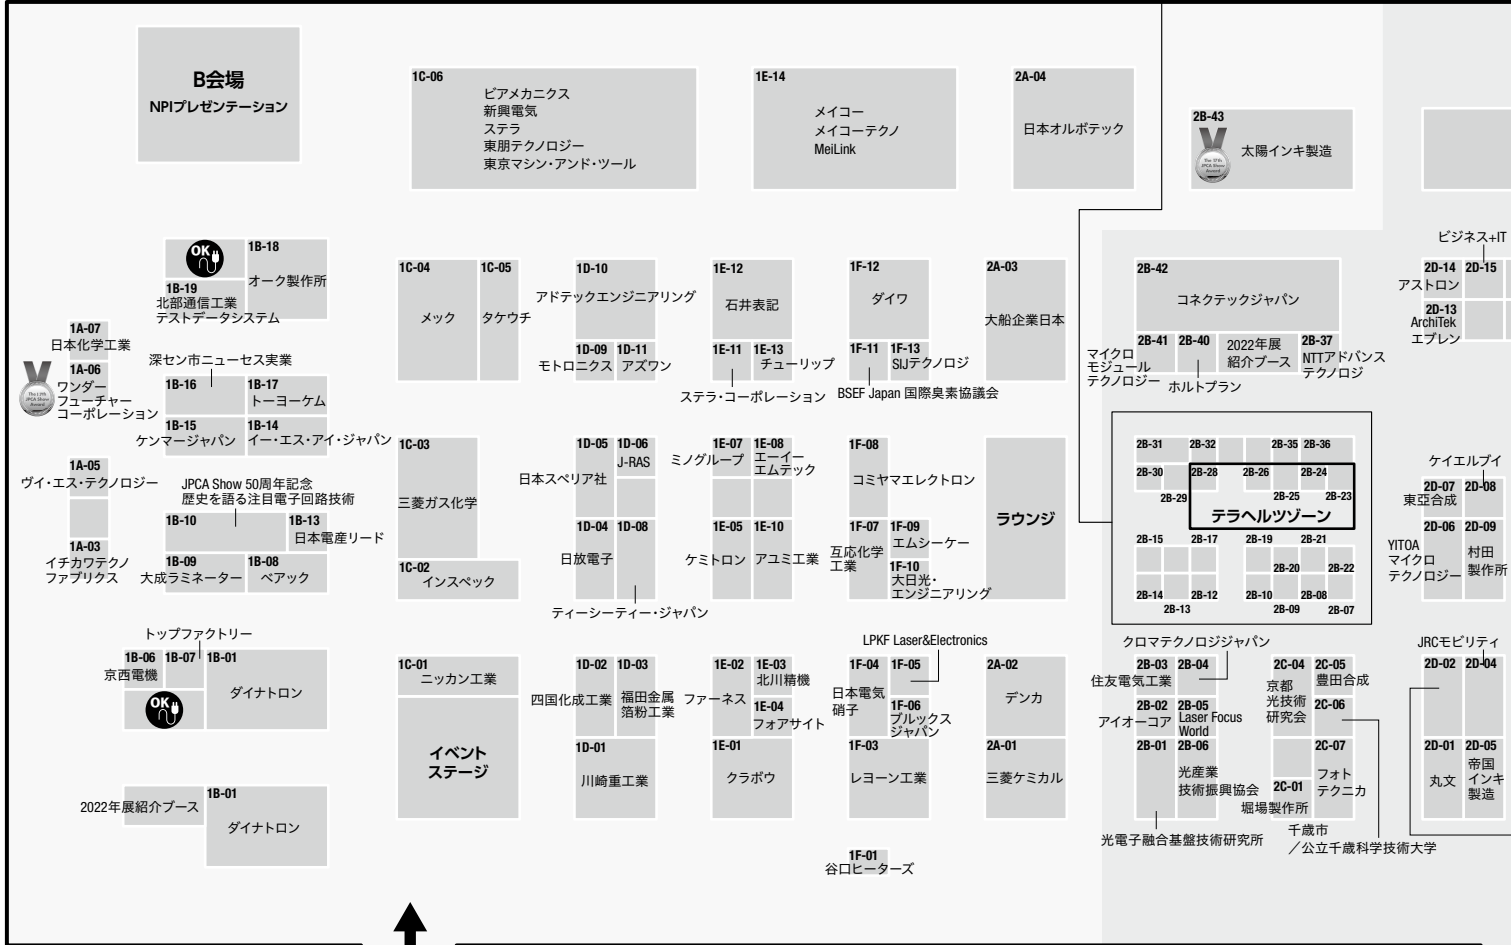 B会場
NPIプレゼンテーション
1C-06
ピアメカニクス
新興電気
ステラ
東朋テクノロジー
東京マシン・アンド・ツール
1E-14
メイコー
メイコーテクノ
MeiLink
2A-04
日本オルボテック
2B-43
The 17th
JPCA Show
Award
太陽インキ製造
OK
1B-18
オーク製作所
1B-19
北部通信工業
テストデータシステム
1C-04
メック
1C-05
タケウチ
1D-10
アドテックエンジニアリング
1D-09
モトロニクス
1D-11
アズワン
1E-12
石井表記
1E-11
1E-13
チューリップ
ステラ・コーポレーション
1F-12
ダイワ
1F-11
1F-13
SIJテクノロジ
BSEF Japan 国際臭素協議会
2A-03
大船企業日本
2B-42
コネクテックジャパン
2B-41
マイクロ
モジュール
テクノロジー
2B-40
ホルトプラン
2022年展
紹介ブース
2B-37
NTTアドバンス
テクノロジ
ビジネス+IT
2D-14
アストロン
2D-15
2D-13
ArchiTek
エブレン
1A-07
日本化学工業
1A-06
ワンダー
フューチャー
コーポレーション
The 17th
JPCA Show
Award
深セン市ニューセス実業
1B-16
1B-17
トーヨーケム
1B-15
ケンマージャパン
1B-14
イー・エス・アイ・ジャパン
1A-05
ヴイ・エス・テクノロジー
JPCA Show 50周年記念
歴史を語る注目電子回路技術
1B-10
1B-13
日本電産リード
1A-03
イチカワテクノ
ファブリクス
1B-09
大成ラミネーター
1B-08
ベアック
1C-03
三菱ガス化学
1C-02
インスペック
1D-05
日本スペリア社
1D-06
J-RAS
1D-04
日放電子
1D-08
ティーシーティー・ジャパン
1E-07
ミノグループ
1E-08
エーイー
エムテック
1E-05
ケミトロン
1E-10
アユミ工業
1F-08
コミヤマエレクトロン
1F-07
互応化学
工業
1F-09
エムシーケー
1F-10
大日光・
エンジニアリング
ラウンジ
2B-31
2B-32
2B-35
2B-36
2B-30
2B-28
2B-26
2B-24
2B-29
2B-25
2B-23
テラヘルツゾーン
2B-15
2B-17
2B-19
2B-21
2B-20
2B-22
2B-14
2B-12
2B-10
2B-08
2B-13
2B-09
2B-07
ケイエルブイ
2D-07
東亞合成
2D-08
2D-06
YITOA
マイクロ
テクノロジー
2D-09
村田
製作所
トップファクトリー
1B-06
京西電機
1B-07
1B-01
ダイナトロン
OK
2022年展紹介ブース
1B-01
ダイナトロン
1C-01
ニッカン工業
イベント
ステージ
1D-02
四国化成工業
1D-03
福田金属
箔粉工業
1D-01
川崎重工業
1E-02
ファーネス
1E-03
北川精機
1E-04
フォアサイト
1E-01
クラボウ
LPKF Laser&Electronics
1F-04
日本電気
硝子
1F-05
1F-06
ブルックス
ジャパン
1F-03
レヨーン工業
1F-01
谷口ヒーターズ
2A-02
デンカ
2A-01
三菱ケミカル
クロマテクノロジジャパン
2B-03
住友電気工業
2B-04
2B-02
アイオーコア
2B-05
Laser Focus
World
2B-01
2B-06
光産業
技術振興協会
光電子融合基盤技術研究所
2C-04
京都
光技術
研究会
2C-05
豊田合成
2C-06
2C-07
フォト
テクニカ
2C-01
堀場製作所
千歳市
／公立千歳科学技術大学
JRCモビリティ
2D-02
2D-04
2D-01
丸文
2D-05
帝国
インキ
製造